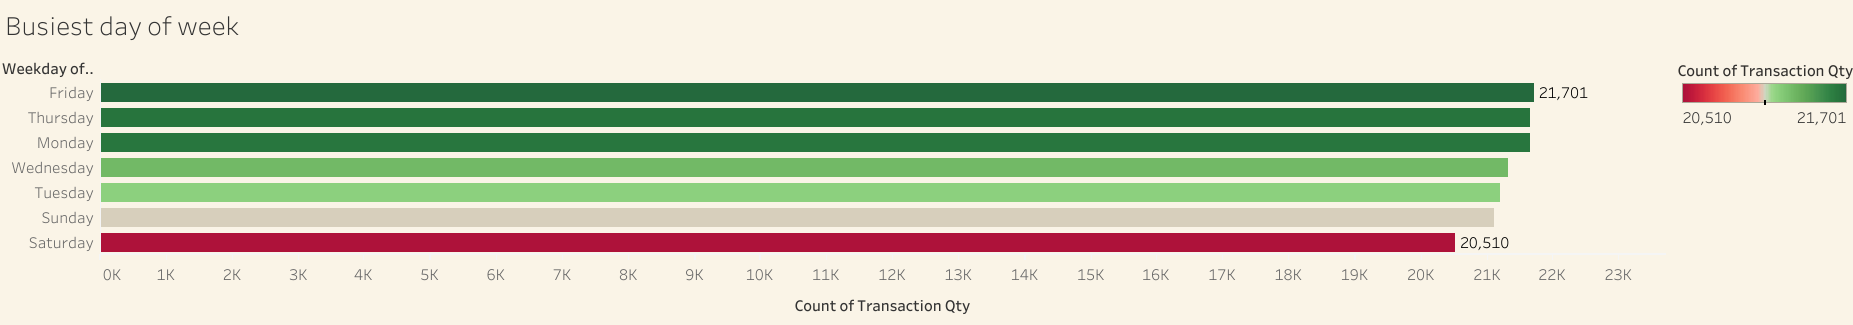 Busiest day of week
Weekday of..
Friday
21,701
Thursday
Monday
Wednesday
Tuesday
Sunday
Saturday
20,510
0K 1K 2K 3K 4K 5K 6K 7K 8K 9K 10K 11K 12K 13K 14K 15K 16K 17K 18K 19K 20K 21K 22K 23K
Count of Transaction Qty
Count of Transaction Qty
20,510 21,701